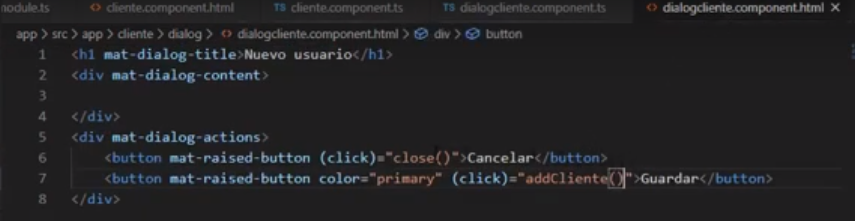 module.ts cliente.component.html TS cliente.component.ts TS dialogcliente.component.ts dialogcliente.component.html
app > src > app > cliente > dialog > dialogcliente.component.html > div > button
1 <h1 mat-dialog-title>Nuevo usuario</h1>
2 <div mat-dialog-content>
3
4 </div>
5 <div mat-dialog-actions>
6 <button mat-raised-button (click)="close()">Cancelar</button>
7 <button mat-raised-button color="primary" (click)="addCliente()">Guardar</button>
8 </div>